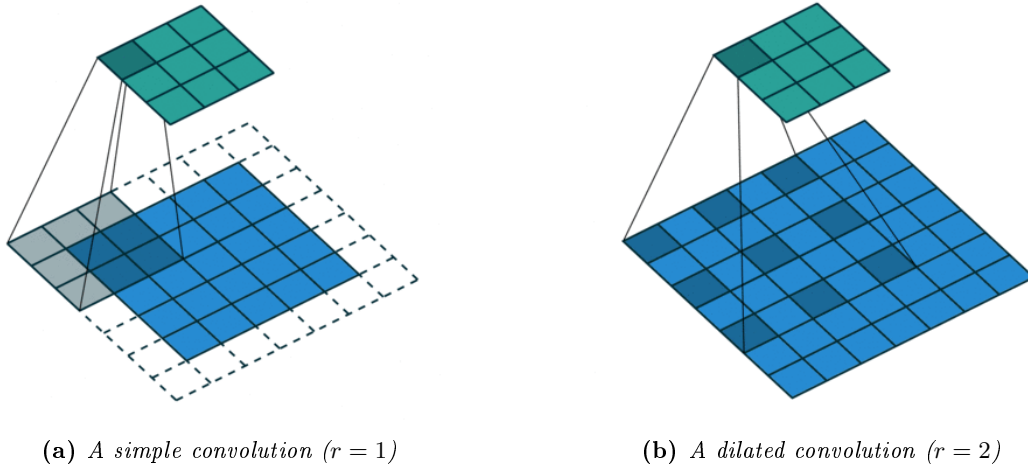 (a) A simple convolution (r = 1)
(b) A dilated convolution (r = 2)